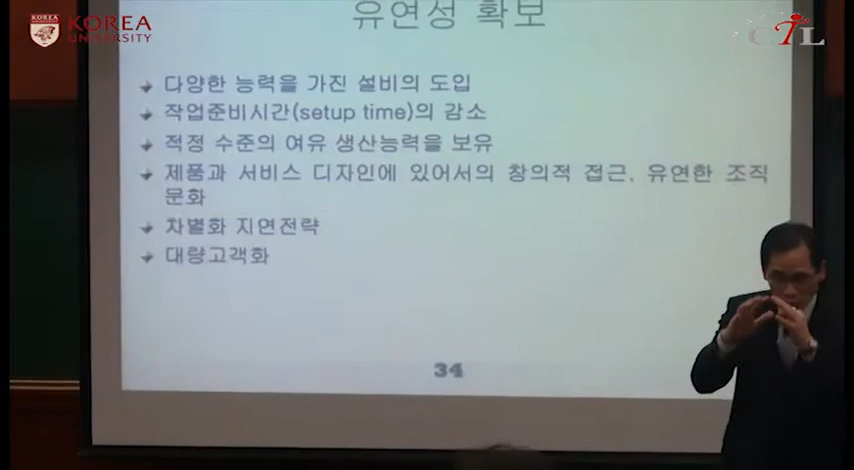 KOREA
UNIVERSITY
KOREA
CTL
유연성 확보
다양한 능력을 가진 설비의 도입
작업준비시간(setup time)의 감소
적정 수준의 여유 생산능력을 보유
제품과 서비스 디자인에 있어서의 창의적 접근, 유연한 조직
문화
차별화 지연전략
대량고객화
34